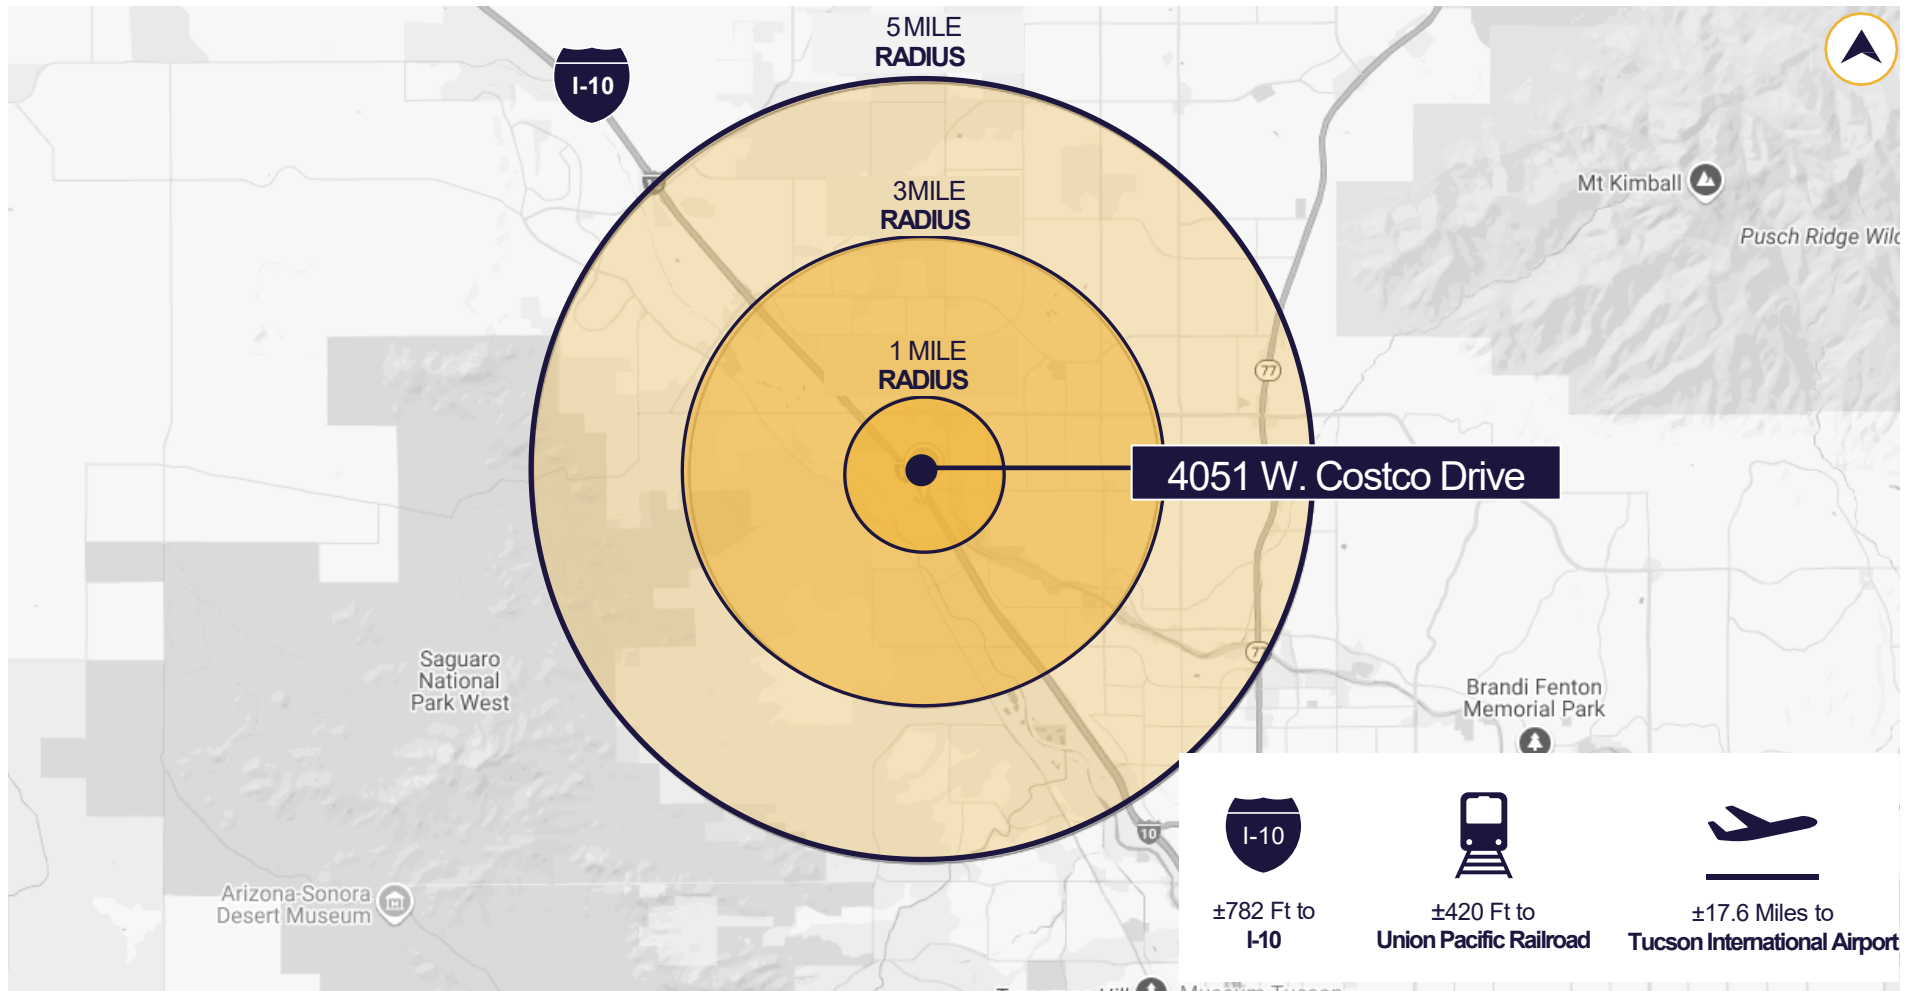 5 MILE
RADIUS
I-10
3 MILE
RADIUS
Mt Kimball
Pusch Ridge
1 MILE
RADIUS
77
4051 W. Costco Drive
77
Saguaro
National
Park West
Brandi Fenton
Memorial Park
10
Arizona-Sonora
Desert Museum
I-10
±782 Ft to
I-10
±420 Ft to
Union Pacific Railroad
±17.6 Miles to
Tucson International Airport